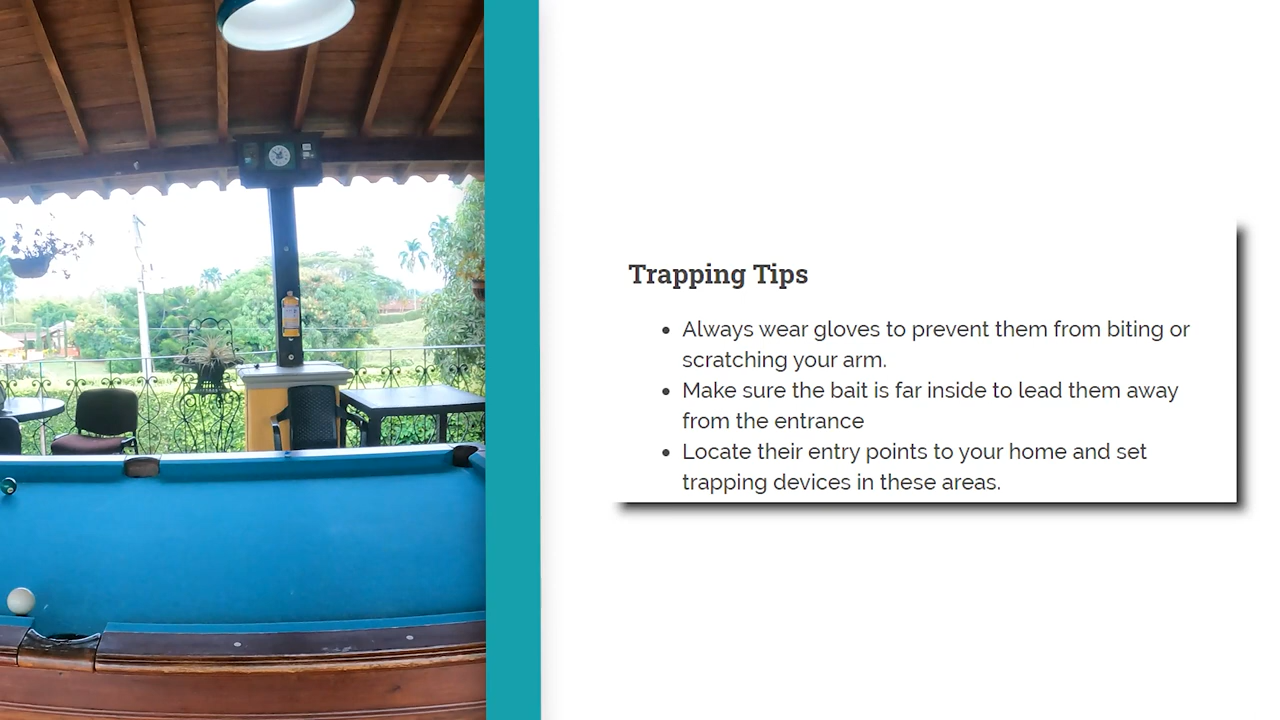 Trapping Tips
Always wear gloves to prevent them from biting or
scratching your arm.
Make sure the bait is far inside to lead them away
from the entrance
Locate their entry points to your home and set
trapping devices in these areas.